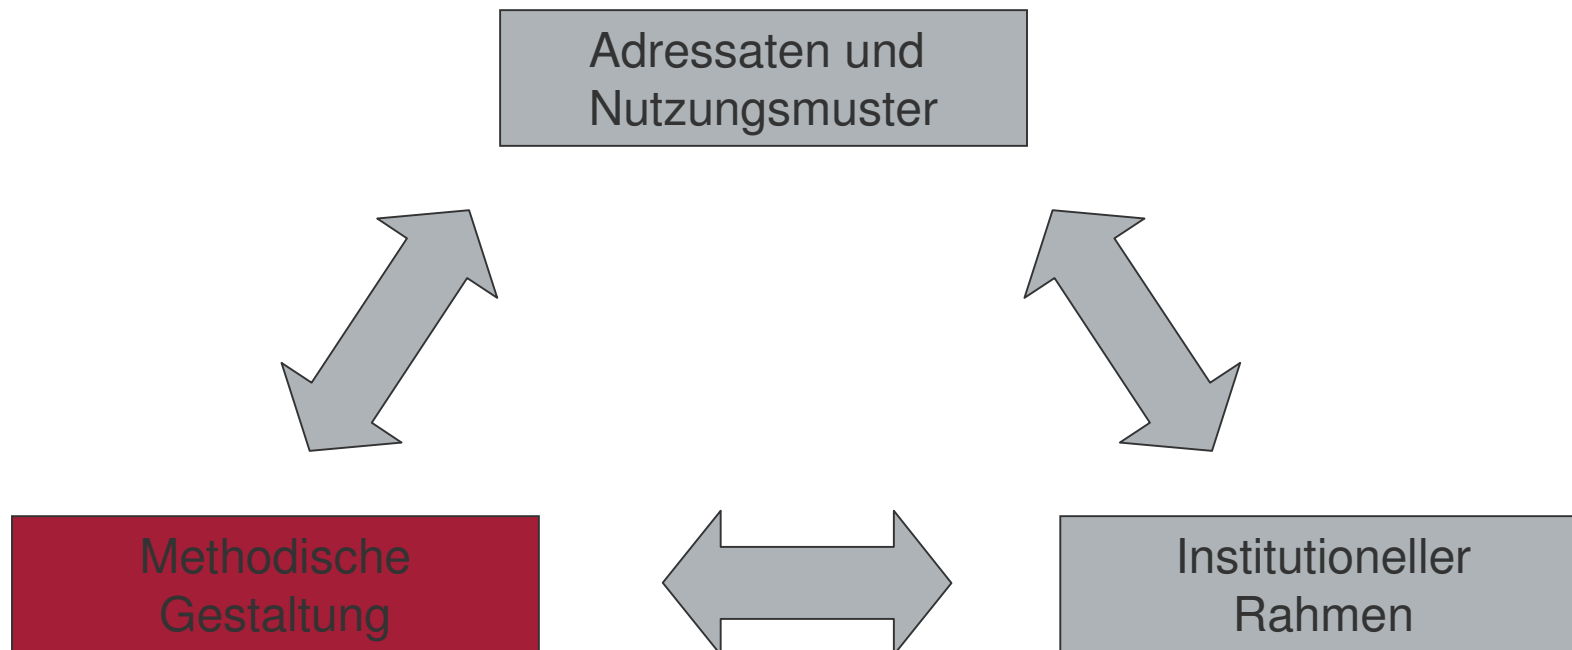 Adressaten und
Nutzungsmuster
Methodische
Gestaltung
Institutioneller
Rahmen